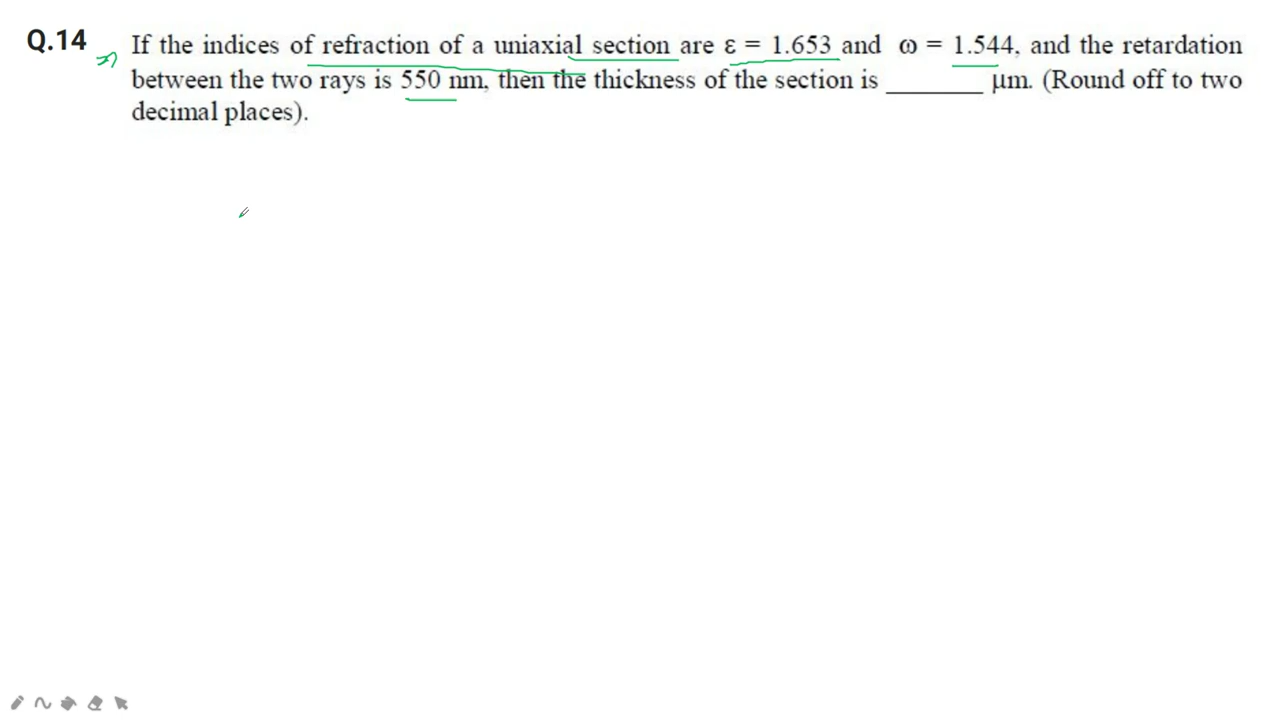 Q.14 If the indices of refraction of a uniaxial section are ε = 1.653 and ω = 1.544, and the retardation
between the two rays is 550 nm, then the thickness of the section is ________ μm. (Round off to two
decimal places).